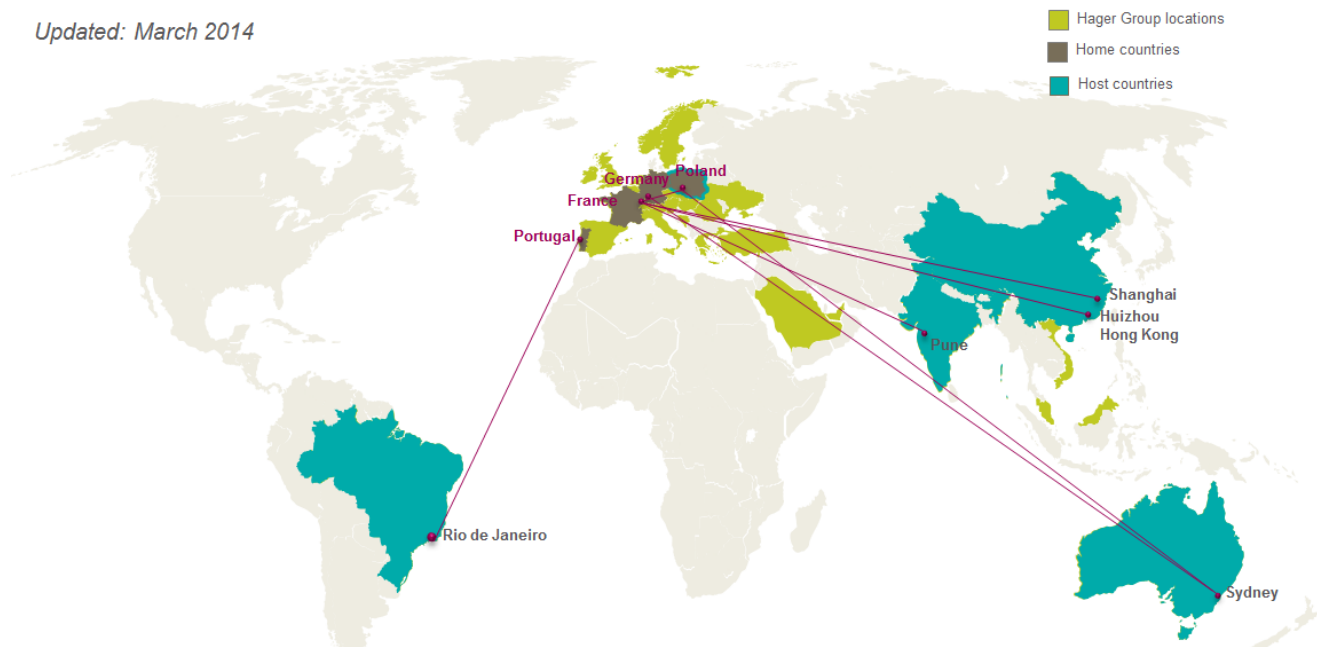 Updated: March 2014
Hager Group locations
Home countries
Host countries
Poland
Germany
France
Portugal
Shanghai
Huizhou
Hong Kong
Pune
Rio de Janeiro
Sydney